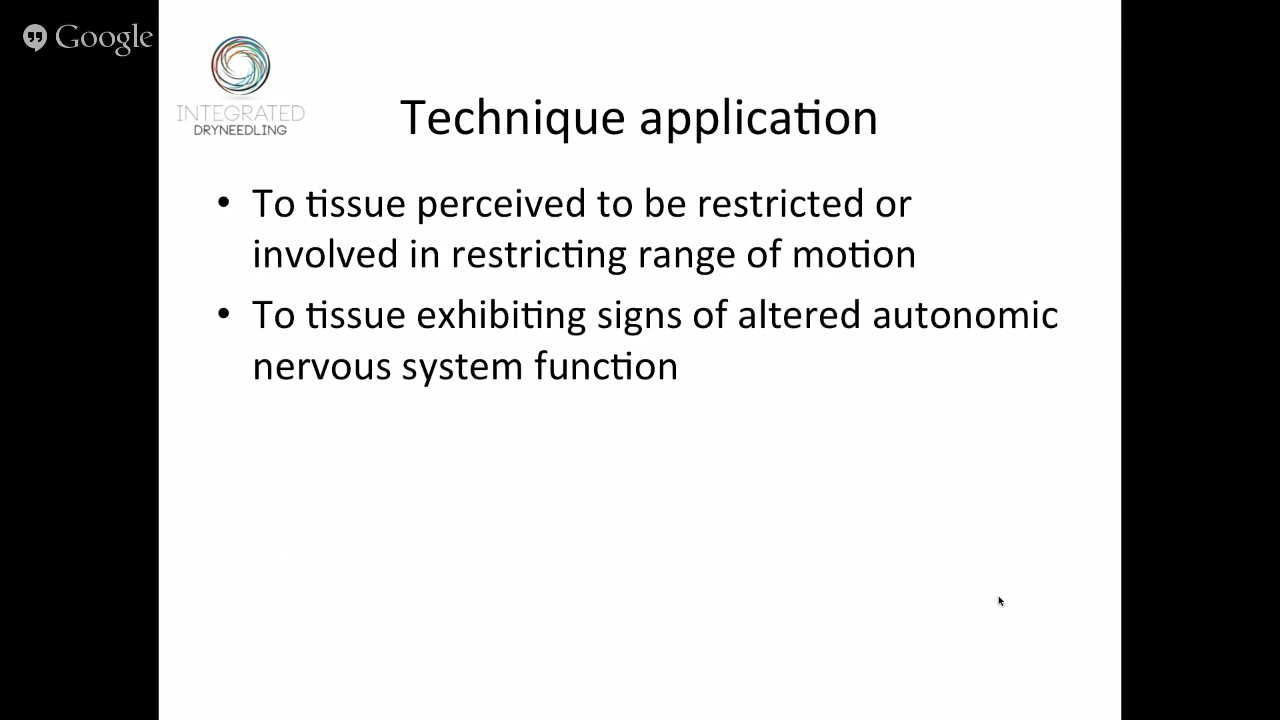 Google
INTEGRATED
DRYNEEDLING
Technique application
• To tissue perceived to be restricted or
involved in restricting range of motion
• To tissue exhibiting signs of altered autonomic
nervous system function